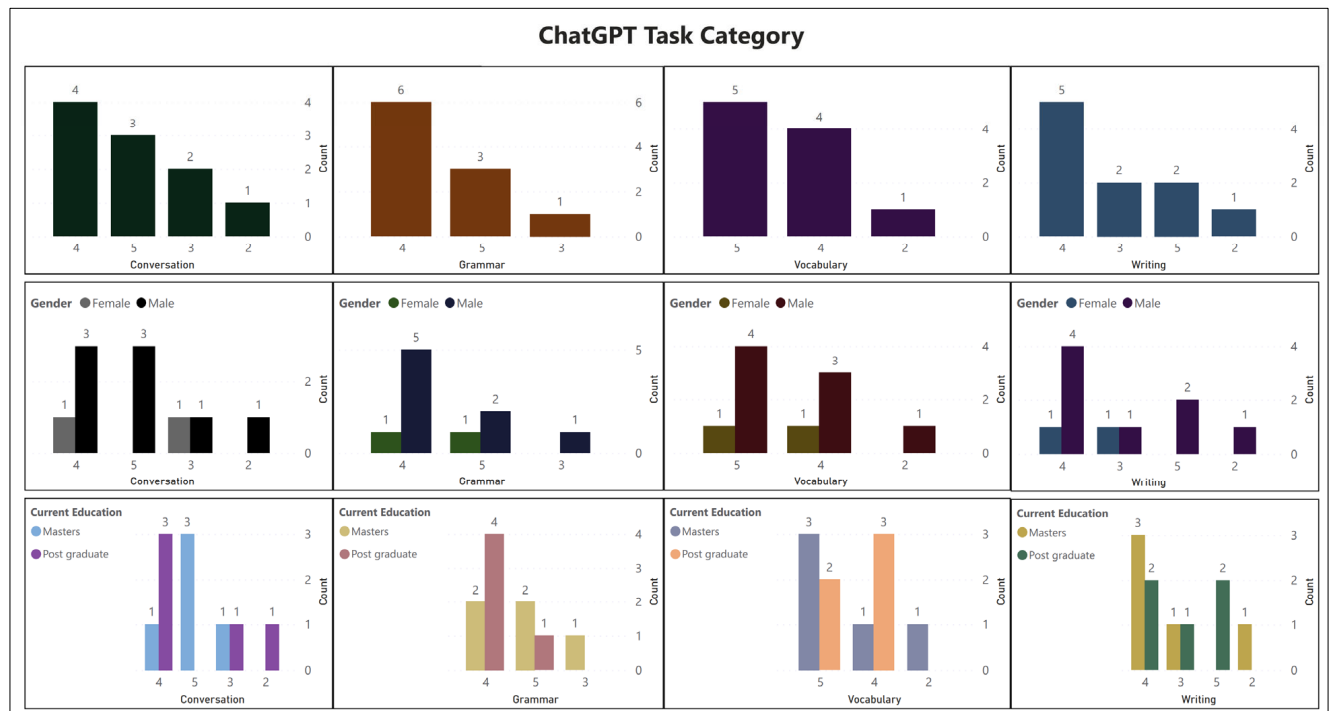 ChatGPT Task Category
4
3
2
1
4
3
2
1
0
Count
4 5 3 2
Conversation
6
3
1
6
4
2
0
Count
4 5 3
Grammar
5
4
1
4
2
0
Count
5 4 2
Vocabulary
5
2
2
1
4
2
0
Count
4 3 5 2
Writing
Gender Female Male
1 3 3 1 1 1
2
0
Count
4 5 3 2
Conversation
Gender Female Male
1 5 1 2 1
5
0
Count
4 5 3
Grammar
Gender Female Male
1 4 1 3 1
4
2
0
Count
5 4 2
Vocabulary
Gender Female Male
1 4 1 1 2 1
4
2
0
Count
4 3 5 2
Writing
Current Education
Masters
Post graduate
1 3 3 1 1 1
3
2
1
0
Count
4 5 3 2
Conversation
Current Education
Masters
Post graduate
2 4 2 1 1
4
3
2
1
0
Count
4 5 3
Grammar
Current Education
Masters
Post graduate
3 2 1 3 1
3
2
1
0
Count
5 4 2
Vocabulary
Current Education
Masters
Post graduate
3 2 1 1 2 1
3
2
1
0
Count
4 3 5 2
Writing